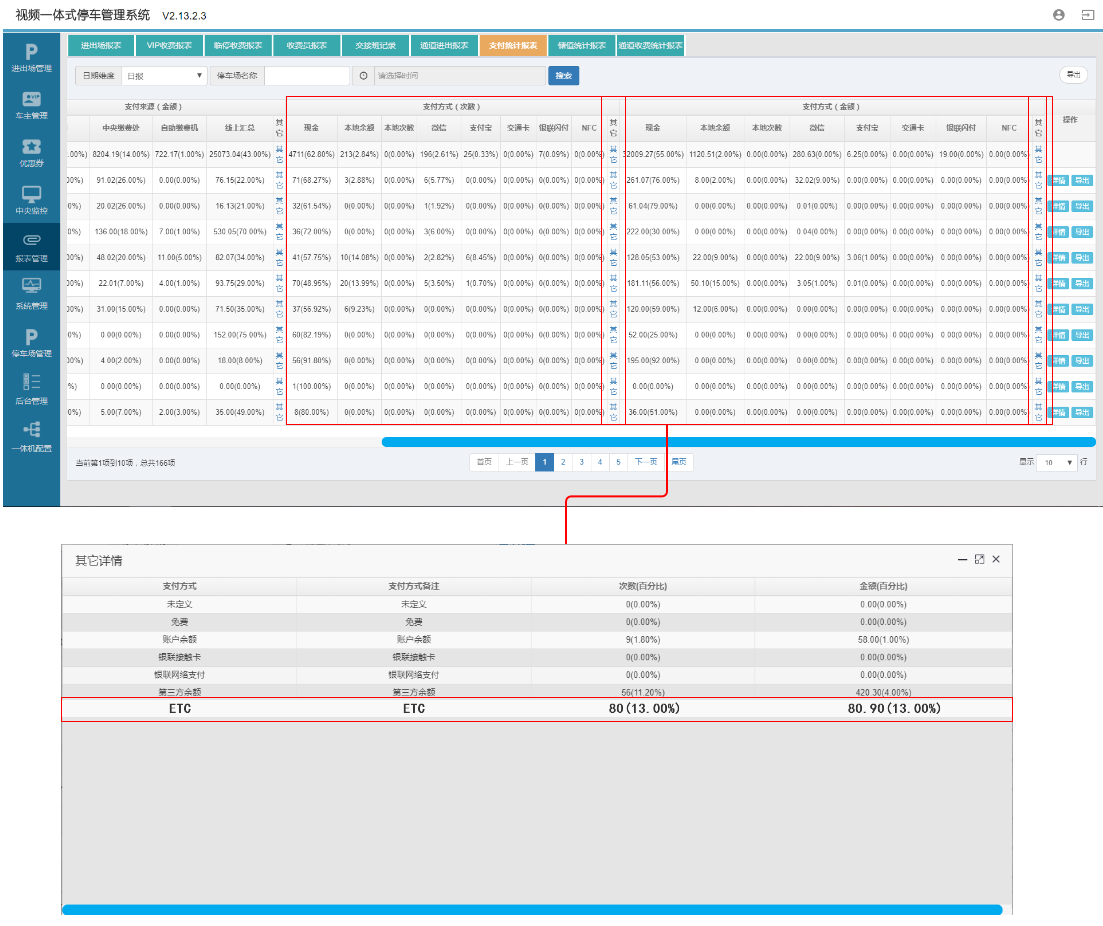 视频一体式停车管理系统 V2.13.2.3
进出场报表 VIP收费报表 临停收费报表 收费员报表 交接班记录 通道进出报表 支付统计报表 储值统计报表 通道收费统计报表
进出场管理
车主管理
优惠券
中央监控
报表管理
系统管理
停车场管理
后台管理
一体机配置
日期维度 日报 停车场名称 请选择时间 搜索 导出
支付来源(金额) 支付方式(次数) 支付方式(金额) 操作
中央缴费处 自助缴费机 线上汇总 其它 现金 本地余额 本地次数 微信 支付宝 交通卡 银联闪付 NFC 其它 现金 本地余额 本地次数 微信 支付宝 交通卡 银联闪付 NFC 其它
.00%) 8204.19(14.00%) 722.17(1.00%) 25073.04(43.00%) 其它 4711(62.80%) 213(2.84%) 0(0.00%) 196(2.61%) 25(0.33%) 0(0.00%) 7(0.09%) 0(0.00%) 其它 32009.27(55.00%) 1120.51(2.00%) 0.00(0.00%) 280.63(0.00%) 6.25(0.00%) 0.00(0.00%) 19.00(0.00%) 0.00(0.00%) 其它
00%) 91.02(26.00%) 0.00(0.00%) 76.15(22.00%) 其它 71(68.27%) 3(2.88%) 0(0.00%) 6(5.77%) 0(0.00%) 0(0.00%) 0(0.00%) 0(0.00%) 其它 261.07(76.00%) 8.00(2.00%) 0.00(0.00%) 32.02(9.00%) 0.00(0.00%) 0.00(0.00%) 0.00(0.00%) 0.00(0.00%) 其它 详情 导出
0%) 20.02(26.00%) 0.00(0.00%) 16.13(21.00%) 其它 32(61.54%) 0(0.00%) 0(0.00%) 1(1.92%) 0(0.00%) 0(0.00%) 0(0.00%) 0(0.00%) 其它 61.04(79.00%) 0.00(0.00%) 0.00(0.00%) 0.01(0.00%) 0.00(0.00%) 0.00(0.00%) 0.00(0.00%) 0.00(0.00%) 其它 详情 导出
0%) 136.00(18.00%) 7.00(1.00%) 530.05(70.00%) 其它 36(72.00%) 0(0.00%) 0(0.00%) 3(6.00%) 0(0.00%) 0(0.00%) 0(0.00%) 0(0.00%) 其它 222.00(30.00%) 0.00(0.00%) 0.00(0.00%) 0.04(0.00%) 0.00(0.00%) 0.00(0.00%) 0.00(0.00%) 0.00(0.00%) 其它 详情 导出
00%) 48.02(20.00%) 11.00(5.00%) 82.07(34.00%) 其它 41(57.75%) 10(14.08%) 0(0.00%) 2(2.82%) 6(8.45%) 0(0.00%) 0(0.00%) 0(0.00%) 其它 128.05(53.00%) 22.00(9.00%) 0.00(0.00%) 22.00(9.00%) 3.06(1.00%) 0.00(0.00%) 0.00(0.00%) 0.00(0.00%) 其它 详情 导出
00%) 22.01(7.00%) 4.00(1.00%) 93.75(29.00%) 其它 70(48.95%) 20(13.99%) 0(0.00%) 5(3.50%) 1(0.70%) 0(0.00%) 0(0.00%) 0(0.00%) 其它 181.11(56.00%) 50.10(15.00%) 0.00(0.00%) 3.05(1.00%) 0.01(0.00%) 0.00(0.00%) 0.00(0.00%) 0.00(0.00%) 其它 详情 导出
00%) 31.00(15.00%) 0.00(0.00%) 71.50(35.00%) 其它 37(56.92%) 6(9.23%) 0(0.00%) 0(0.00%) 0(0.00%) 0(0.00%) 0(0.00%) 0(0.00%) 其它 120.00(59.00%) 12.00(6.00%) 0.00(0.00%) 0.00(0.00%) 0.00(0.00%) 0.00(0.00%) 0.00(0.00%) 0.00(0.00%) 其它 详情 导出
0%) 0.00(0.00%) 0.00(0.00%) 152.00(75.00%) 其它 60(82.19%) 0(0.00%) 0(0.00%) 0(0.00%) 0(0.00%) 0(0.00%) 0(0.00%) 0(0.00%) 其它 52.00(25.00%) 0.00(0.00%) 0.00(0.00%) 0.00(0.00%) 0.00(0.00%) 0.00(0.00%) 0.00(0.00%) 0.00(0.00%) 其它 详情 导出
00%) 4.00(2.00%) 0.00(0.00%) 18.00(8.00%) 其它 56(91.80%) 0(0.00%) 0(0.00%) 0(0.00%) 0(0.00%) 0(0.00%) 0(0.00%) 0(0.00%) 其它 195.00(92.00%) 0.00(0.00%) 0.00(0.00%) 0.00(0.00%) 0.00(0.00%) 0.00(0.00%) 0.00(0.00%) 0.00(0.00%) 其它 详情 导出
%) 0.00(0.00%) 0.00(0.00%) 0.00(0.00%) 其它 1(100.00%) 0(0.00%) 0(0.00%) 0(0.00%) 0(0.00%) 0(0.00%) 0(0.00%) 0(0.00%) 其它 0.00(0.00%) 0.00(0.00%) 0.00(0.00%) 0.00(0.00%) 0.00(0.00%) 0.00(0.00%) 0.00(0.00%) 0.00(0.00%) 其它 详情 导出
0%) 5.00(7.00%) 2.00(3.00%) 35.00(49.00%) 其它 8(80.00%) 0(0.00%) 0(0.00%) 0(0.00%) 0(0.00%) 0(0.00%) 0(0.00%) 0(0.00%) 其它 36.00(51.00%) 0.00(0.00%) 0.00(0.00%) 0.00(0.00%) 0.00(0.00%) 0.00(0.00%) 0.00(0.00%) 0.00(0.00%) 其它 详情 导出
当前第1项到10项,总共166项 首页 上一页 1 2 3 4 5 下一页 尾页 显示 10 行
其它详情
支付方式 支付方式备注 次数(百分比) 金额(百分比)
未定义 未定义 0(0.00%) 0.00(0.00%)
免费 免费 0(0.00%) 0.00(0.00%)
账户余额 账户余额 9(1.80%) 58.00(1.00%)
银联接触卡 银联接触卡 0(0.00%) 0.00(0.00%)
银联网络支付 银联网络支付 0(0.00%) 0.00(0.00%)
第三方余额 第三方余额 56(11.20%) 420.30(4.00%)
ETC ETC 80(13.00%) 80.90(13.00%)